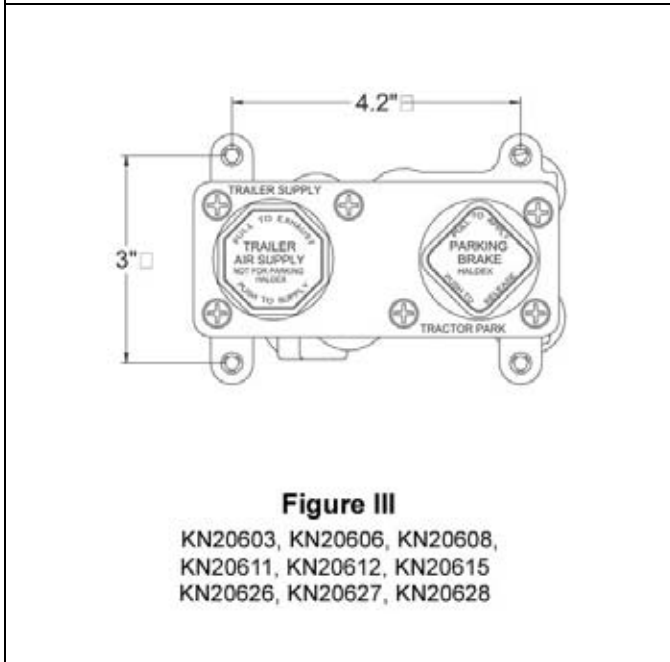 4.2"
3"
TRAILER SUPPLY
PULL TO EXHAUST
TRAILER
AIR SUPPLY
NOT FOR PARKING
HALDEX
PUSH TO SUPPLY
PULL TO APPLY
PARKING
BRAKE
HALDEX
PUSH TO RELEASE
TRACTOR PARK
Figure III
KN20603, KN20606, KN20608,
KN20611, KN20612, KN20615
KN20626, KN20627, KN20628